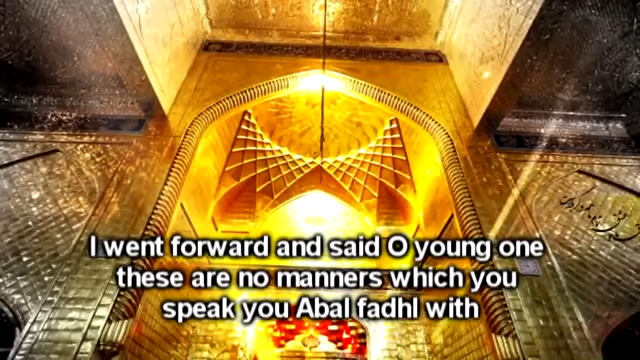 I went forward and said O young one
these are no manners which you
speak you Abal fadhl with